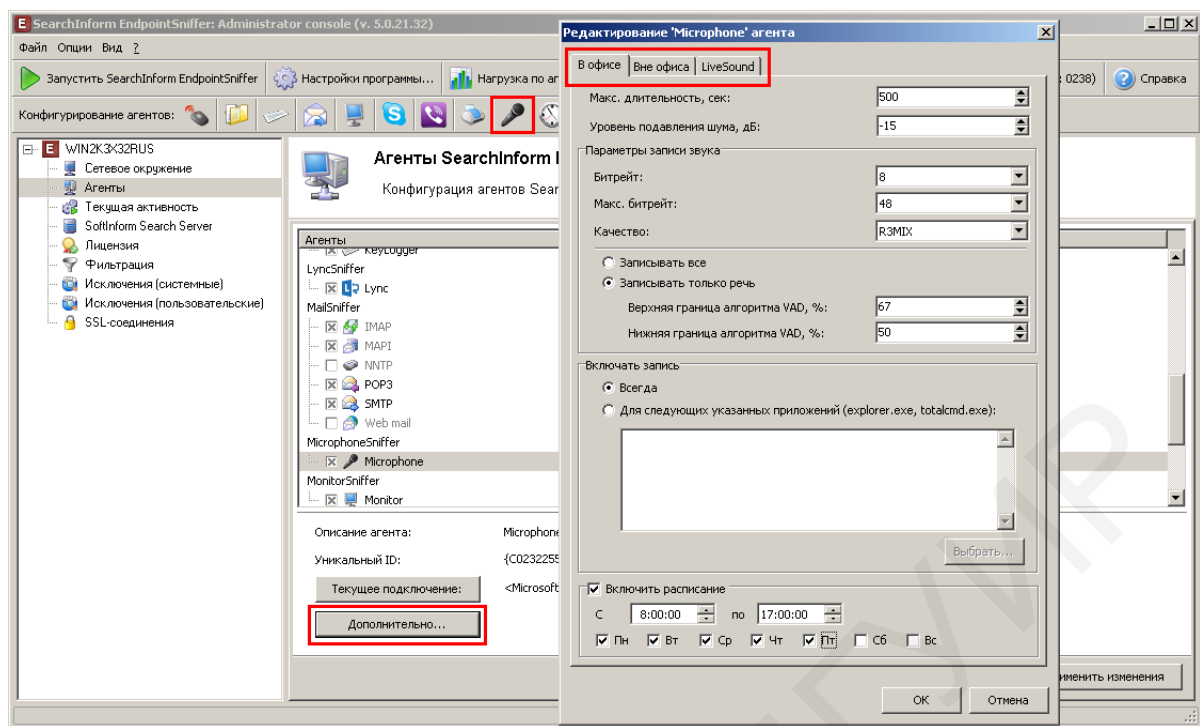 SearchInform EndpointSniffer: Administrator console (v. 5.0.21.32)
Файл Опции Вид ?
Запустить SearchInform EndpointSniffer Настройки программы... Нагрузка по аг : 0238) Справка
Конфигурирование агентов:
WIN2K3X32RUS
Сетевое окружение
Агенты
Текущая активность
SoftInform Search Server
Лицензия
Фильтрация
Исключения (системные)
Исключения (пользовательские)
SSL-соединения
Агенты SearchInform
Конфигурация агентов Sear
Агенты
KeyLogger
LyncSniffer
Lync
MailSniffer
IMAP
MAPI
NNTP
POP3
SMTP
Web mail
MicrophoneSniffer
Microphone
MonitorSniffer
Monitor
Описание агента: Microphone
Уникальный ID: {C0232255
Текущее подключение: <Microsoft
Дополнительно...
именить изменения
Редактирование 'Microphone' агента
В офисе Вне офиса LiveSound
Макс. длительность, сек: 500
Уровень подавления шума, дБ: -15
Параметры записи звука
Битрейт: 8
Макс. битрейт: 48
Качество: R3MIX
Записывать все
Записывать только речь
Верхняя граница алгоритма VAD, %: 67
Нижняя граница алгоритма VAD, %: 50
Включать запись
Всегда
Для следующих указанных приложений (explorer.exe, totalcmd.exe):
Выбрать...
Включить расписание
С 8:00:00 по 17:00:00
Пн Вт Ср Чт Пт Сб Вс
OK Отмена